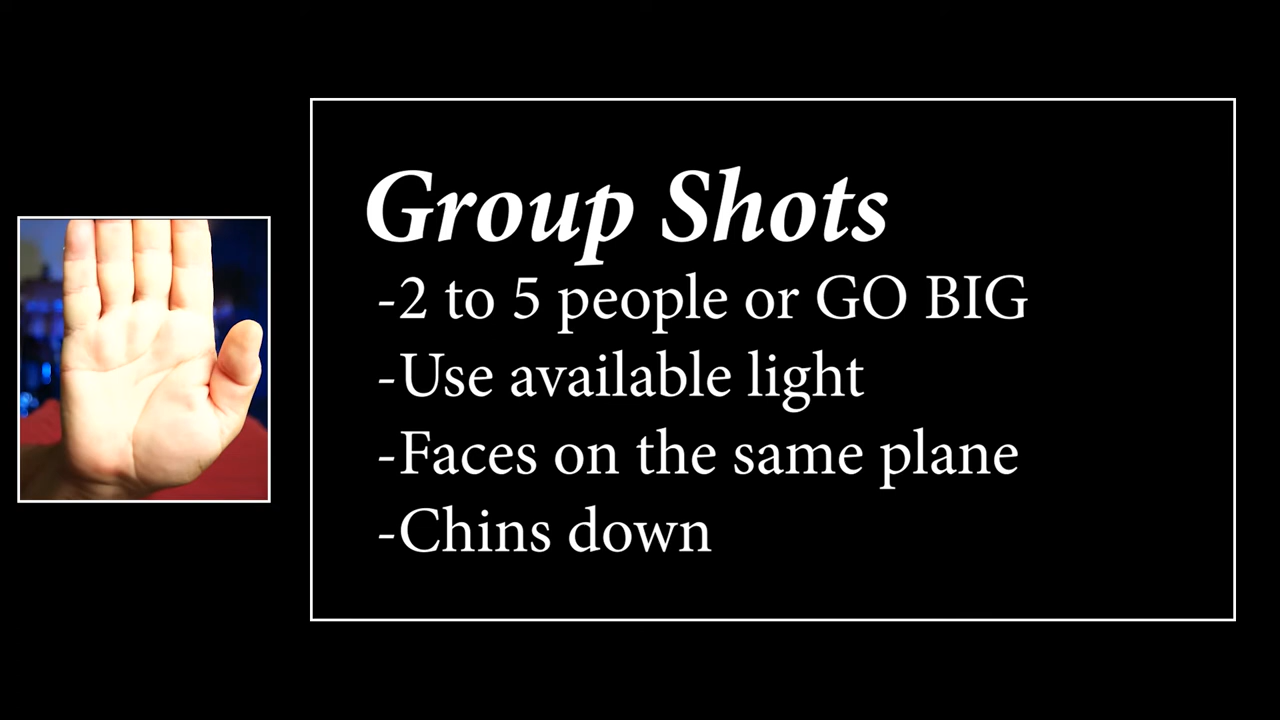 Group Shots
-2 to 5 people or GO BIG
-Use available light
-Faces on the same plane
-Chins down